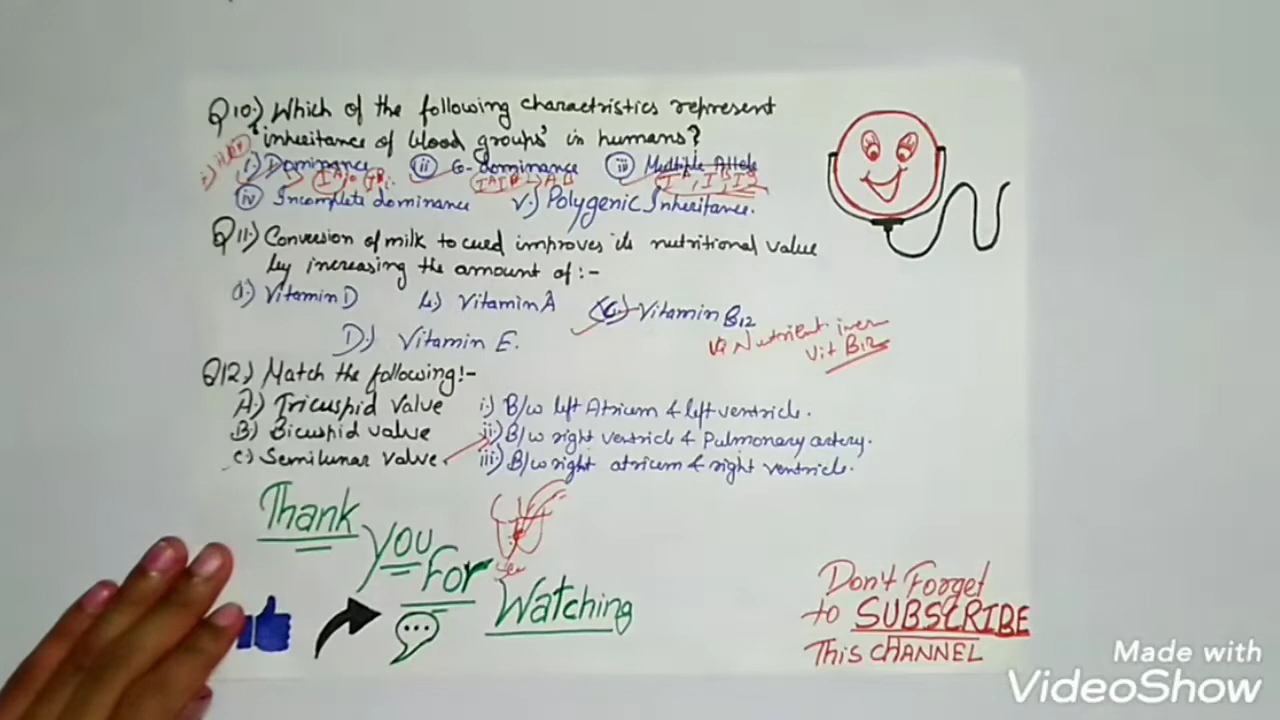 Q10.) Which of the following charactristics represent
'inheritance of blood groups' in humans?
i) Dominance ii) Co-dominance iii) Multiple Allele
iv) Incomplete dominance V.) Polygenic Inheritance.
Q11.) Conversion of milk to curd improves its nutritional value
by increasing the amount of :-
a.) Vitamin D b.) Vitamin A (C.) Vitamin B12
Nutrient incr
Vit B12
D.) Vitamin E.
Q12.) Match the following:-
A.) Tricuspid Valve i.) B/w left Atrium & left ventricle.
B.) Bicuspid valve ii.) B/w right ventricle & Pulmonary artery.
C.) Semilunar valve. iii.) B/w right atrium & right ventricle.
Thank
you
For
Watching
Don't Forget
to SUBSCRIBE
This CHANNEL
Made with
VideoShow